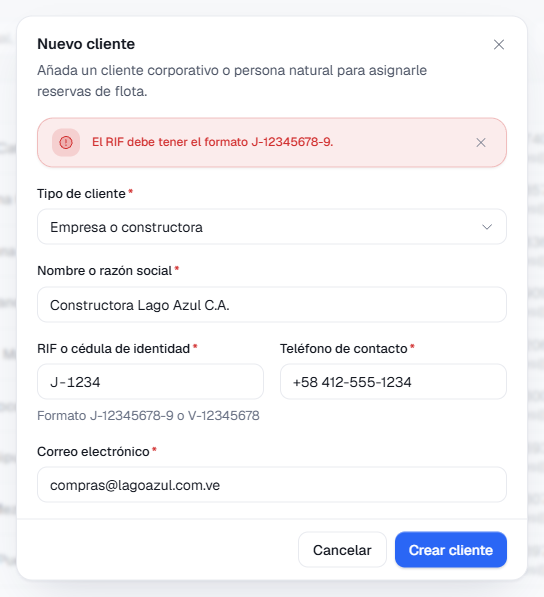 Nuevo cliente
Añada un cliente corporativo o persona natural para asignarle
reservas de flota.
El RIF debe tener el formato J-12345678-9.
Tipo de cliente *
Empresa o constructora
Nombre o razón social *
Constructora Lago Azul C.A.
RIF o cédula de identidad * Teléfono de contacto *
J-1234 +58 412-555-1234
Formato J-12345678-9 o V-12345678
Correo electrónico *
compras@lagoazul.com.ve
Cancelar Crear cliente